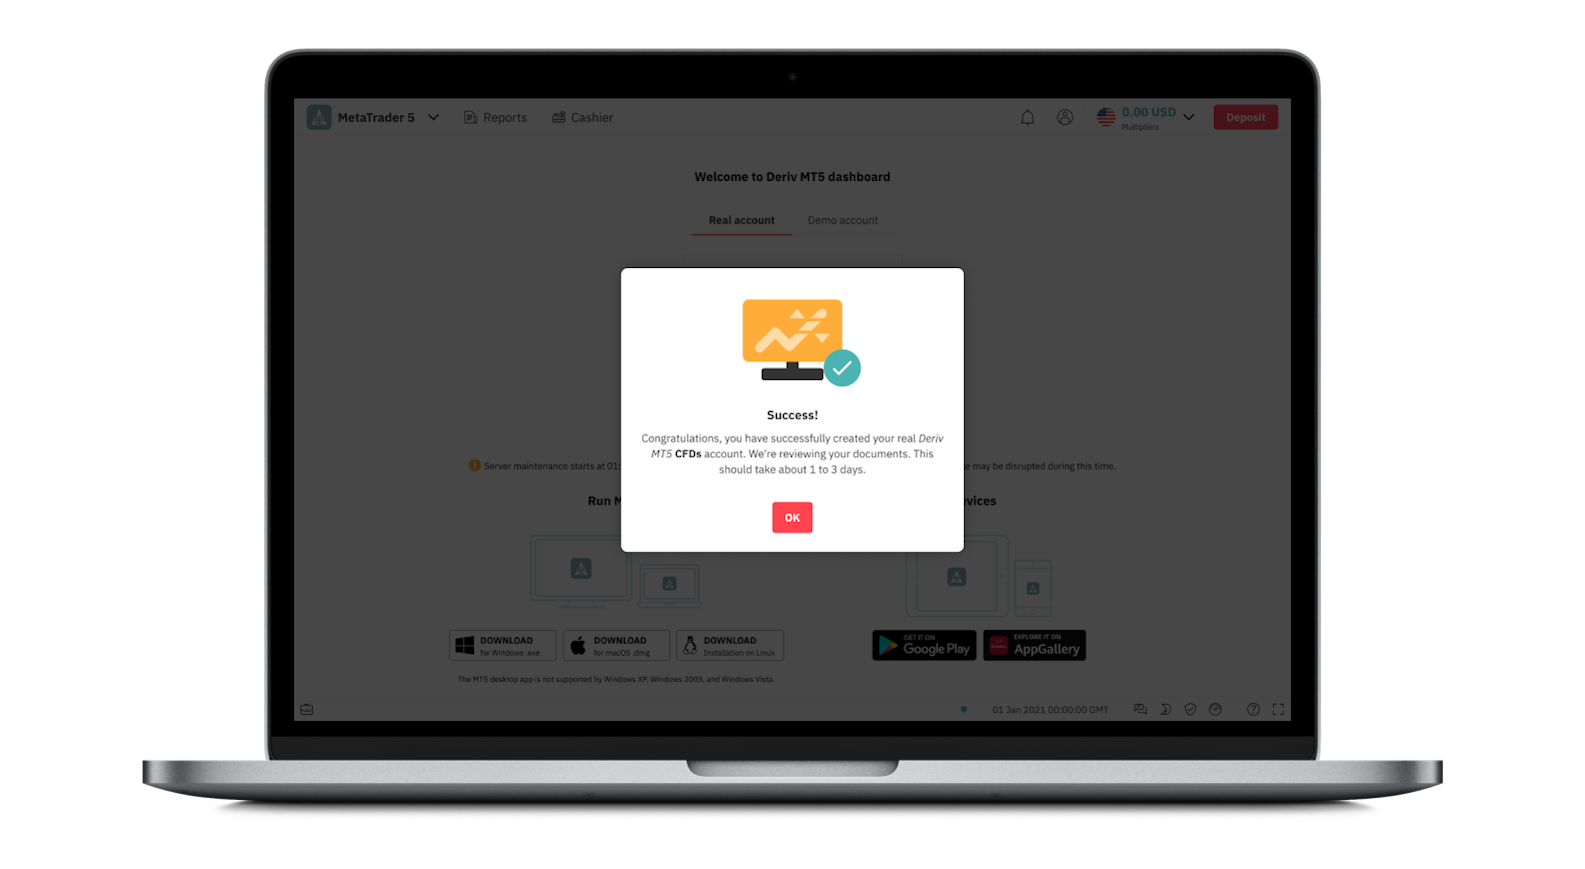 MetaTrader 5
Reports
Cashier
0.00 USD
Multipliers
Deposit
Welcome to Deriv MT5 dashboard
Real account
Demo account
Success!
Congratulations, you have successfully created your real Deriv
MT5 CFDs account. We're reviewing your documents. This
should take about 1 to 3 days.
OK
Server maintenance starts at 01:
e may be disrupted during this time.
Run M
evices
DOWNLOAD
for Windows .exe
DOWNLOAD
for macOS .dmg
DOWNLOAD
Installation on Linux
GET IT ON
Google Play
EXPLORE IT ON
AppGallery
The MT5 desktop app is not supported by Windows XP, Windows 2003, and Windows Vista.
01 Jan 2021 00:00:00 GMT